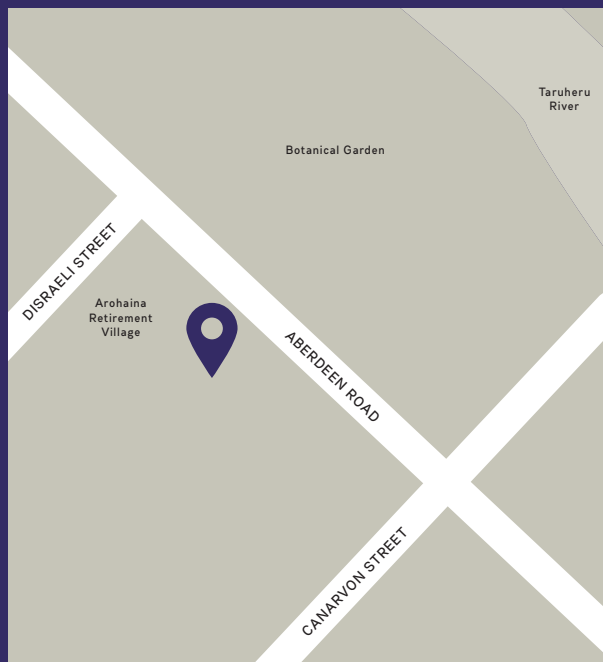 Taruheru
River
Botanical Garden
DISRAELI STREET
Arohaina
Retirement
Village
ABERDEEN ROAD
CANARVON STREET